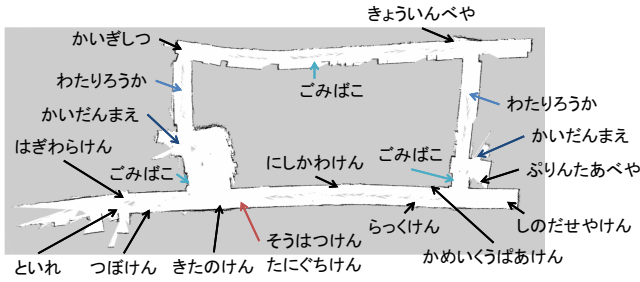 きょういんべや
かいぎしつ
わたりろうか
ごみばこ
わたりろうか
かいだんまえ
かいだんまえ
はぎわらけん
ごみばこ
にしかわけん
ごみばこ
ぷりんたあべや
らっくけん
しのだせやけん
そうはつけん
たにぐちけん
かめいくうぱあけん
といれ
つぼけん
きたのけん